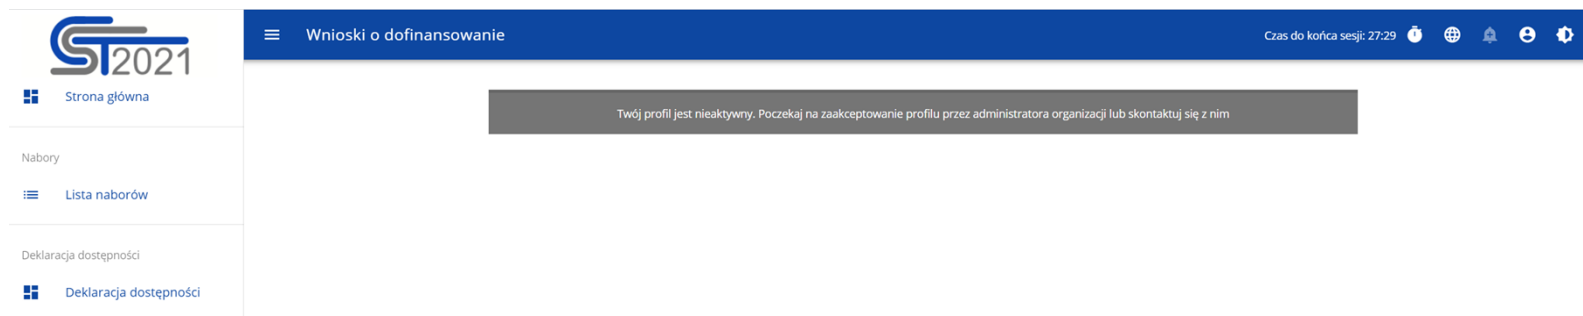 CST2021
Wnioski o dofinansowanie
Czas do końca sesji: 27:29
Strona główna
Nabory
Lista naborów
Deklaracja dostępności
Deklaracja dostępności
Twój profil jest nieaktywny. Poczekaj na zaakceptowanie profilu przez administratora organizacji lub skontaktuj się z nim